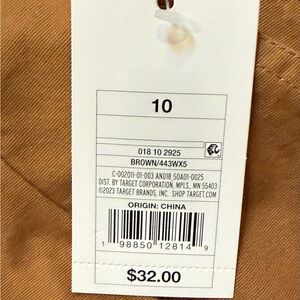 10
018 10 2925
BROWN/443WX5
C-002011-01-003 AND18_50A01-0025
DIST. BY TARGET CORPORATION, MPLS., MN 55403
©2023 TARGET BRANDS, INC. SHOP TARGET.COM
ORIGIN: CHINA
1 98850 12814 9
$32.00